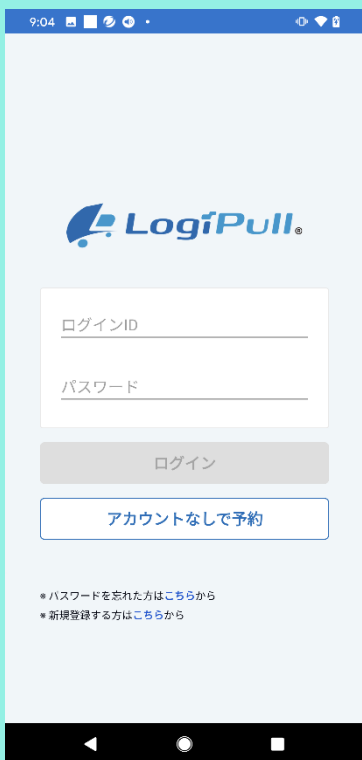 9:04
LogiPull®
ログインID
パスワード
ログイン
アカウントなしで予約
※パスワードを忘れた方はこちらから
※新規登録する方はこちらから